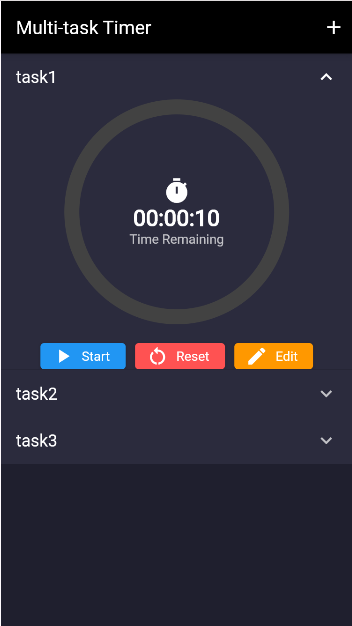 Multi-task Timer
task1
00:00:10
Time Remaining
Start Reset Edit
task2
task3